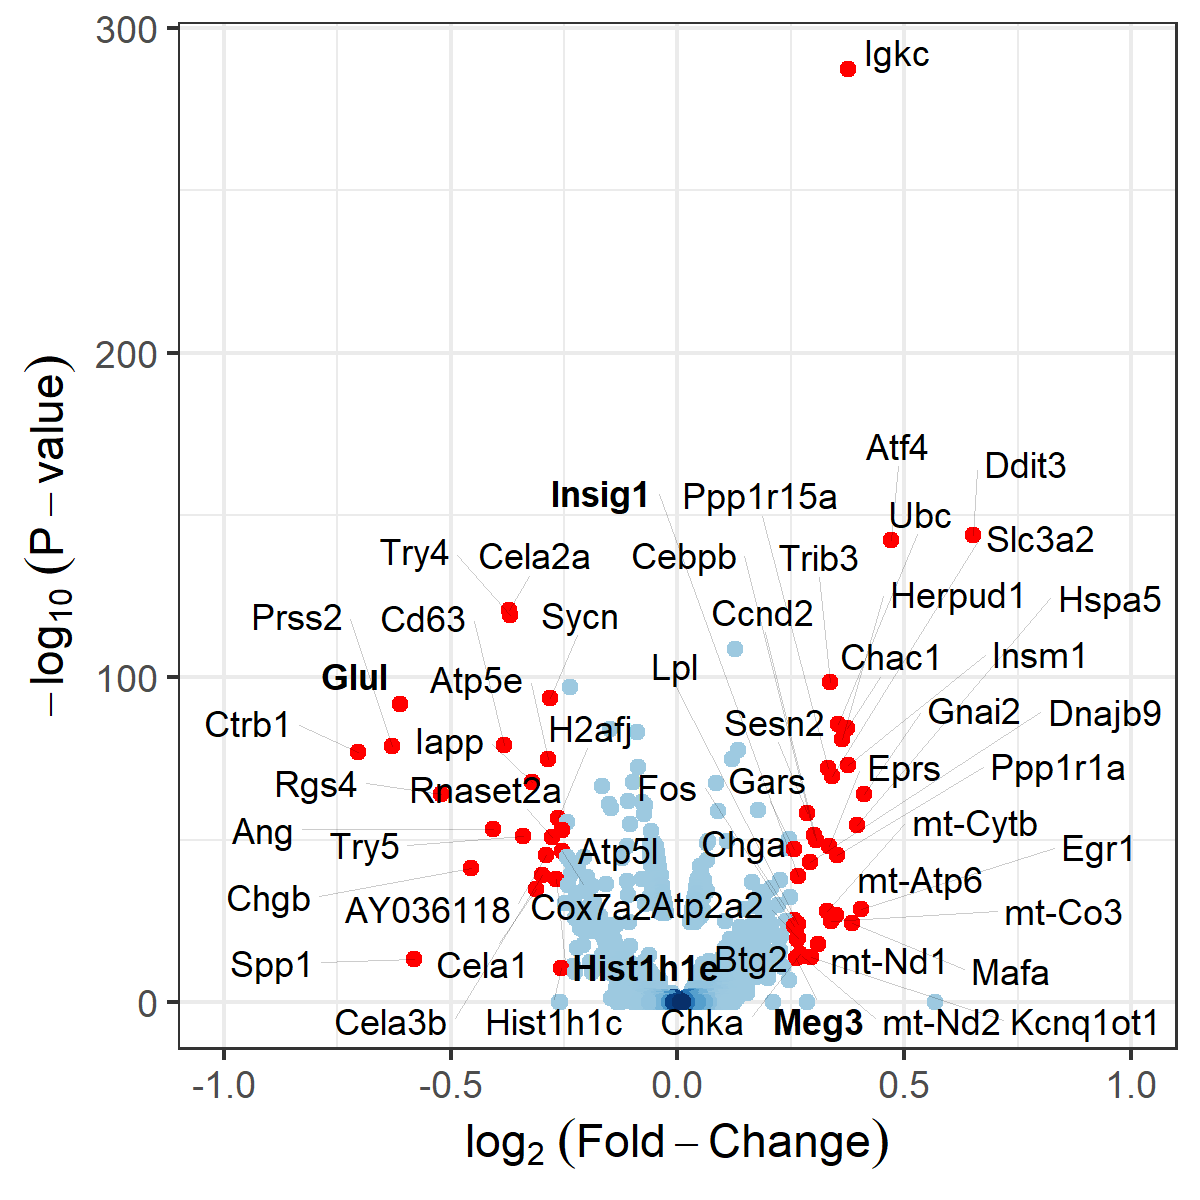 300
Igkc
200
Atf4
Ddit3
Insig1
Ppp1r15a
Ubc
Slc3a2
Try4
Cela2a
Cebpb
Trib3
Prss2
Cd63
Sycn
Ccnd2
Herpud1
Hspa5
Glul
Atp5e
Lpl
Chac1
Insm1
100
Ctrb1
Iapp
H2afj
Sesn2
Gnai2
Dnajb9
Rgs4
Rnaset2a
Fos
Gars
Eprs
Ppp1r1a
Ang
Try5
Atp5l
Chga
mt-Cytb
Egr1
Chgb
AY036118
Cox7a2
Atp2a2
mt-Atp6
mt-Co3
Spp1
Cela1
Hist1h1e
Btg2
mt-Nd1
Mafa
0
Cela3b
Hist1h1c
Chka
Meg3
mt-Nd2
Kcnq1ot1
-1.0
-0.5
0.0
0.5
1.0
log2 (Fold – Change)
–log10 (P – value)